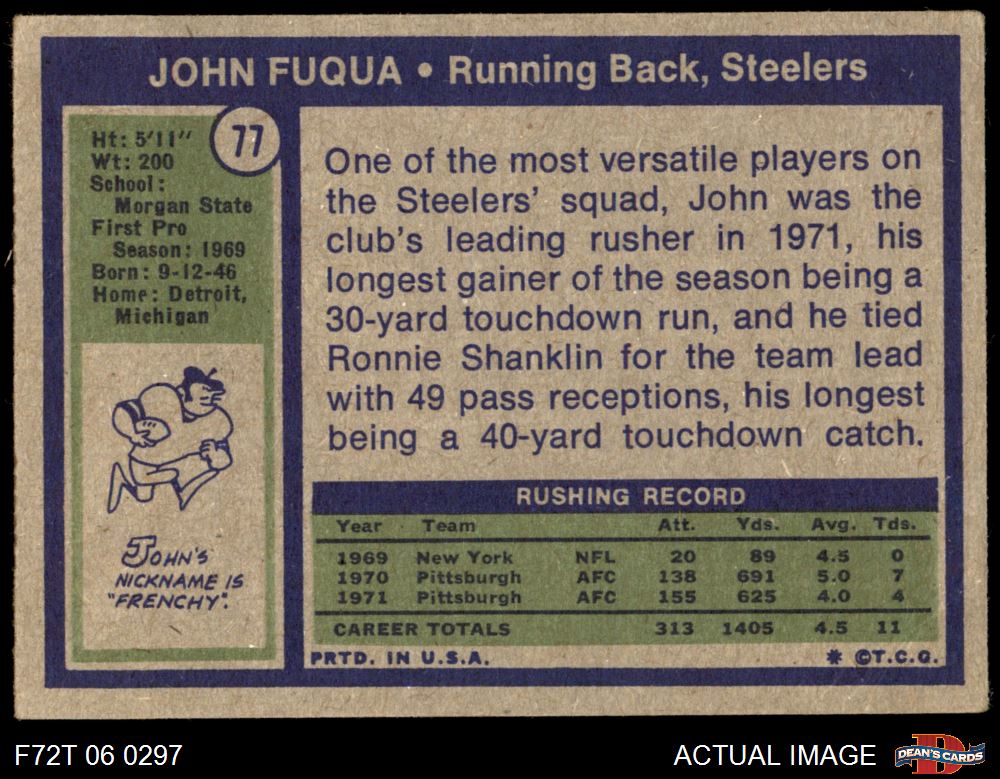 JOHN FUQUA • Running Back, Steelers
77
Ht: 5'11"
Wt: 200
School:
Morgan State
First Pro
Season: 1969
Born: 9-12-46
Home: Detroit,
Michigan
JOHN'S
NICKNAME IS
"FRENCHY".
One of the most versatile players on
the Steelers' squad, John was the
club's leading rusher in 1971, his
longest gainer of the season being a
30-yard touchdown run, and he tied
Ronnie Shanklin for the team lead
with 49 pass receptions, his longest
being a 40-yard touchdown catch.
RUSHING RECORD
Year Team Att. Yds. Avg. Tds.
1969 New York NFL 20 89 4.5 0
1970 Pittsburgh AFC 138 691 5.0 7
1971 Pittsburgh AFC 155 625 4.0 4
CAREER TOTALS 313 1405 4.5 11
PRTD. IN U.S.A. * ©T.C.G.
F72T 06 0297 ACTUAL IMAGE D DEAN'S CARDS